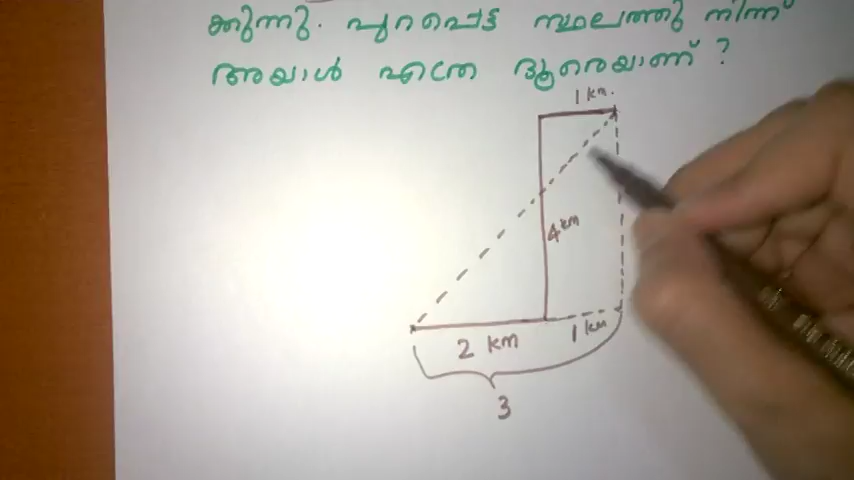 ക്കുന്നു. പുറപ്പെട്ട സ്ഥലത്തു നിന്ന്
അയാൾ എത്ര ദൂരെയാണ് ?
1 km.
4 km
2 km
1 km
3